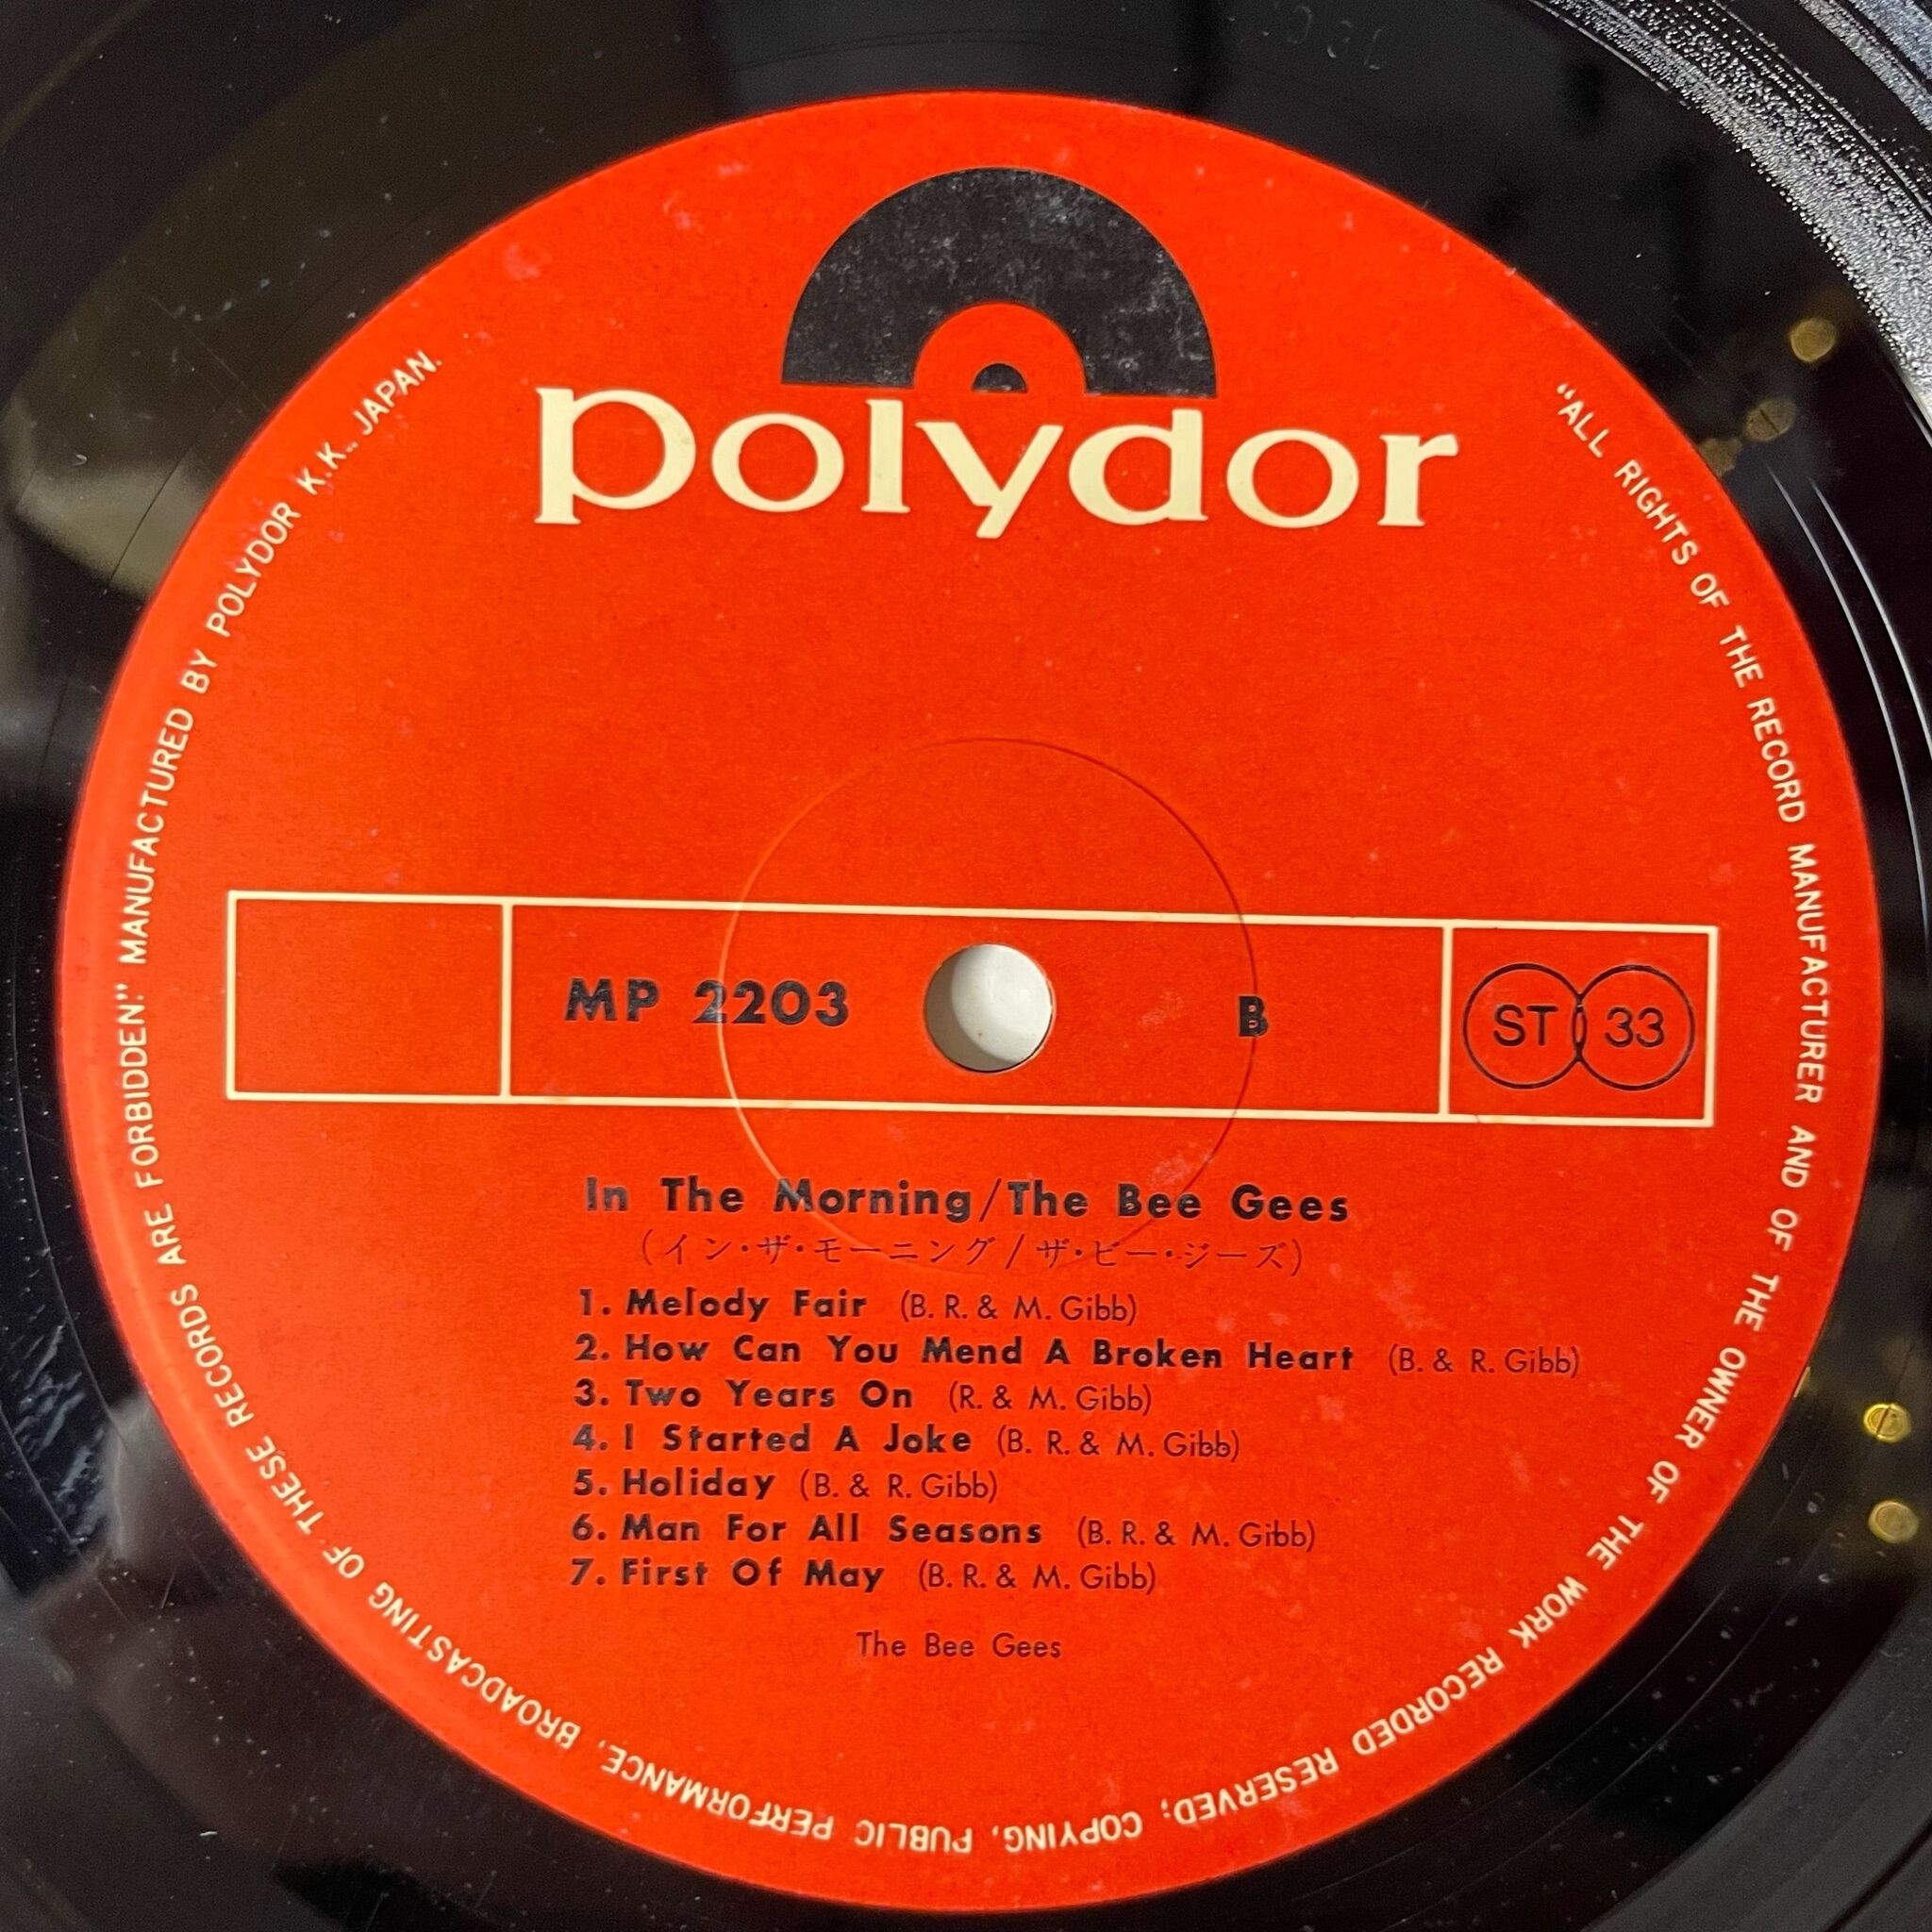 polydor
MP 2203
B
ST 33
In The Morning/The Bee Gees
(イン・ザ・モーニング/ザ・ビー・ジーズ)
1. Melody Fair (B. R. & M. Gibb)
2. How Can You Mend A Broken Heart (B. & R. Gibb)
3. Two Years On (R. & M. Gibb)
4. I Started A Joke (B. R. & M. Gibb)
5. Holiday (B. & R. Gibb)
6. Man For All Seasons (B. R. & M. Gibb)
7. First Of May (B. R. & M. Gibb)
The Bee Gees
"ALL RIGHTS OF THE RECORD MANUFACTURER AND OF THE OWNER OF THE WORK RECORDED RESERVED; COPYING, PUBLIC PERFORMANCE, BROADCASTING OF THESE RECORDS ARE FORBIDDEN." MANUFACTURED BY POLYDOR K.K., JAPAN.